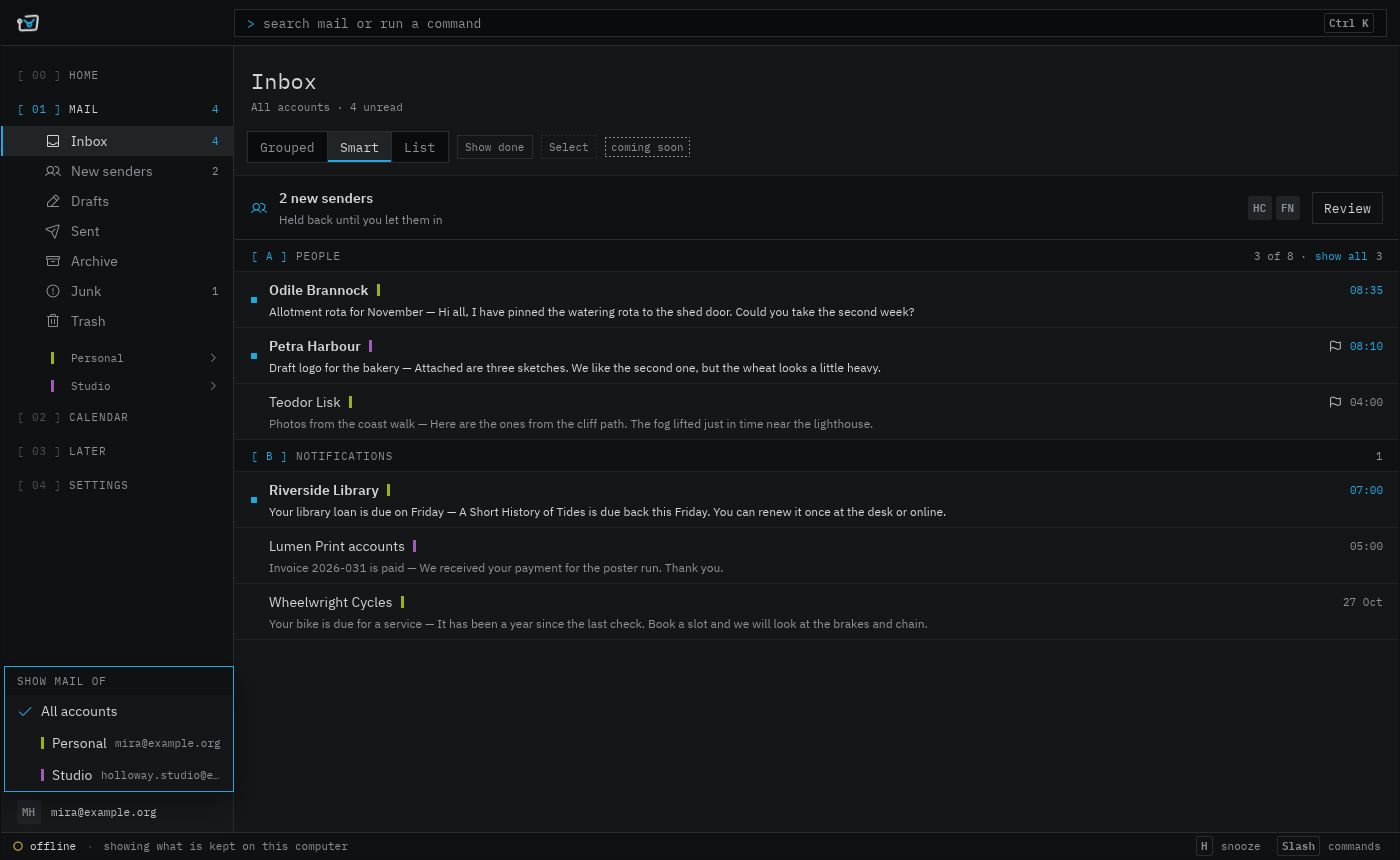 > search mail or run a command Ctrl K
[ 00 ] HOME
[ 01 ] MAIL 4
Inbox 4
New senders 2
Drafts
Sent
Archive
Junk 1
Trash
Personal
Studio
[ 02 ] CALENDAR
[ 03 ] LATER
[ 04 ] SETTINGS
SHOW MAIL OF
All accounts
Personal mira@example.org
Studio holloway.studio@e…
MH mira@example.org
Inbox
All accounts · 4 unread
Grouped Smart List Show done Select coming soon
2 new senders
Held back until you let them in
HC FN Review
[ A ] PEOPLE 3 of 8 · show all 3
Odile Brannock 08:35
Allotment rota for November — Hi all, I have pinned the watering rota to the shed door. Could you take the second week?
Petra Harbour 08:10
Draft logo for the bakery — Attached are three sketches. We like the second one, but the wheat looks a little heavy.
Teodor Lisk 04:00
Photos from the coast walk — Here are the ones from the cliff path. The fog lifted just in time near the lighthouse.
[ B ] NOTIFICATIONS 1
Riverside Library 07:00
Your library loan is due on Friday — A Short History of Tides is due back this Friday. You can renew it once at the desk or online.
Lumen Print accounts 05:00
Invoice 2026-031 is paid — We received your payment for the poster run. Thank you.
Wheelwright Cycles 27 Oct
Your bike is due for a service — It has been a year since the last check. Book a slot and we will look at the brakes and chain.
offline · showing what is kept on this computer H snooze Slash commands